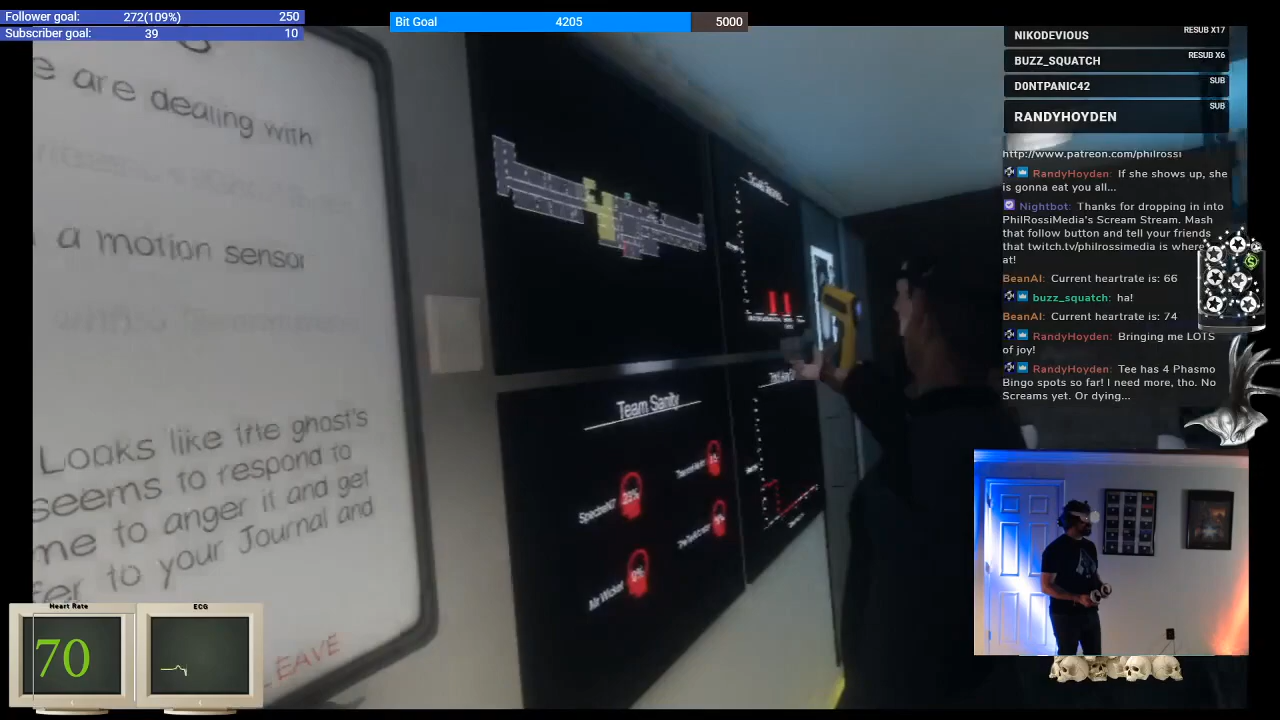 Follower goal: 272(109%) 250
Subscriber goal: 39 10
Bit Goal 4205 5000
NIKODEVIOUS RESUB X17
BUZZ_SQUATCH RESUB X6
D0NTPANIC42 SUB
RANDYHOYDEN SUB
http://www.patreon.com/philrossi
RandyHoyden: If she shows up, she
is gonna eat you all...
Nightbot: Thanks for dropping in into
PhilRossiMedia's Scream Stream. Mash
that follow button and tell your friends
that twitch.tv/philrossimedia is where
at!
BeanAI: Current heartrate is: 66
buzz_squatch: ha!
BeanAI: Current heartrate is: 74
RandyHoyden: Bringing me LOTS
of joy!
RandyHoyden: Tee has 4 Phasmo
Bingo spots so far! I need more, tho. No
Screams yet. Or dying...
e are dealing with
a motion sensor
Looks like the ghost's
seems to respond to
me to anger it and get
fer to your Journal and
EAVE
Team Sanity
28%
Air Wicker 0%
Heart Rate
70
ECG